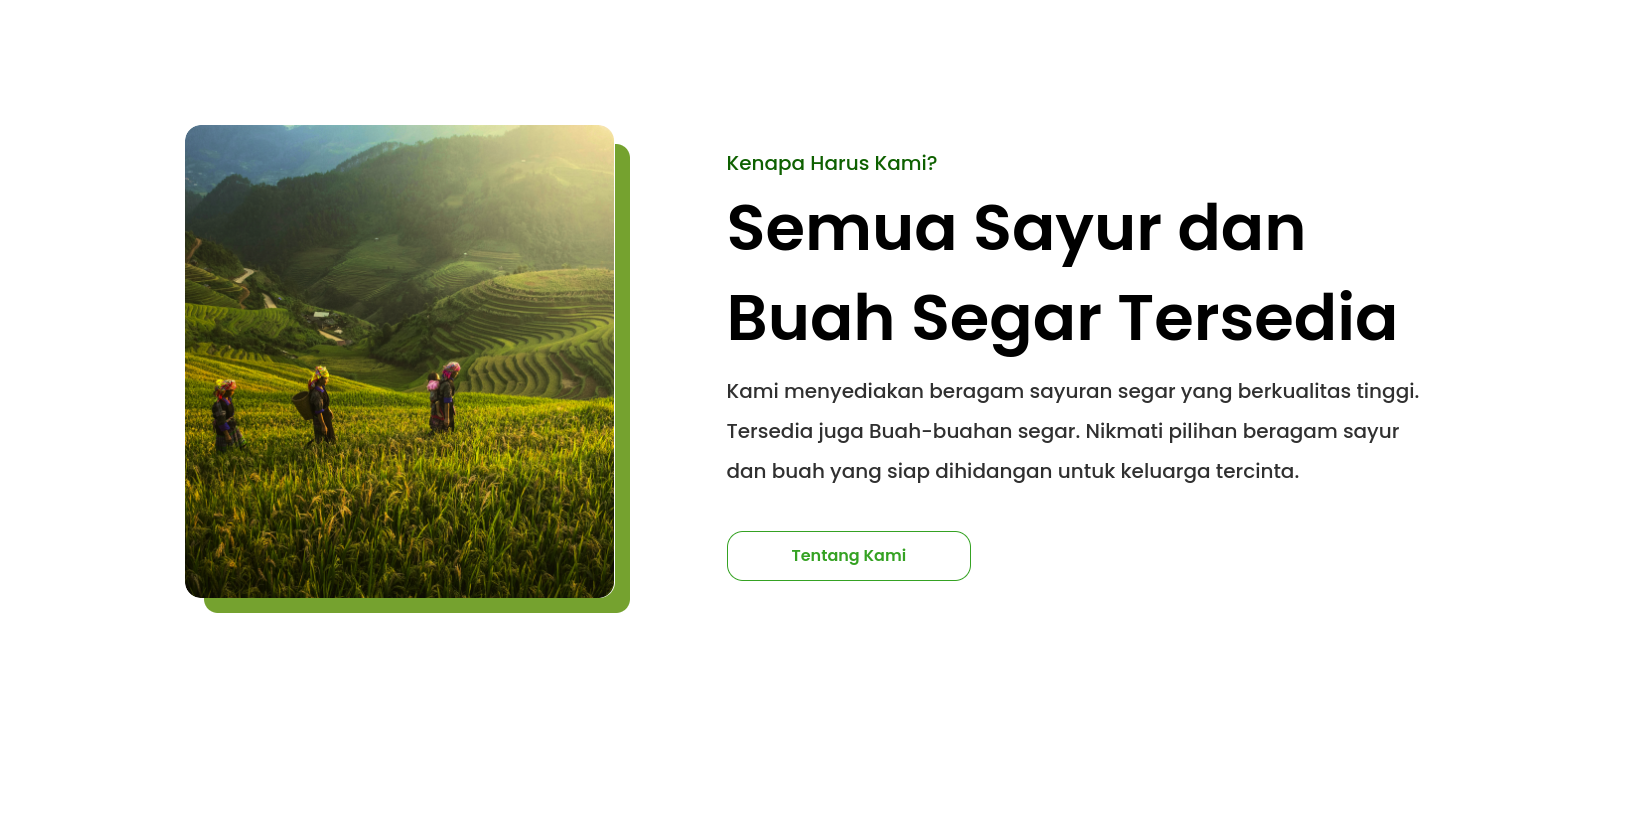 Kenapa Harus Kami?
Semua Sayur dan
Buah Segar Tersedia
Kami menyediakan beragam sayuran segar yang berkualitas tinggi.
Tersedia juga Buah-buahan segar. Nikmati pilihan beragam sayur
dan buah yang siap dihidangan untuk keluarga tercinta.
Tentang Kami